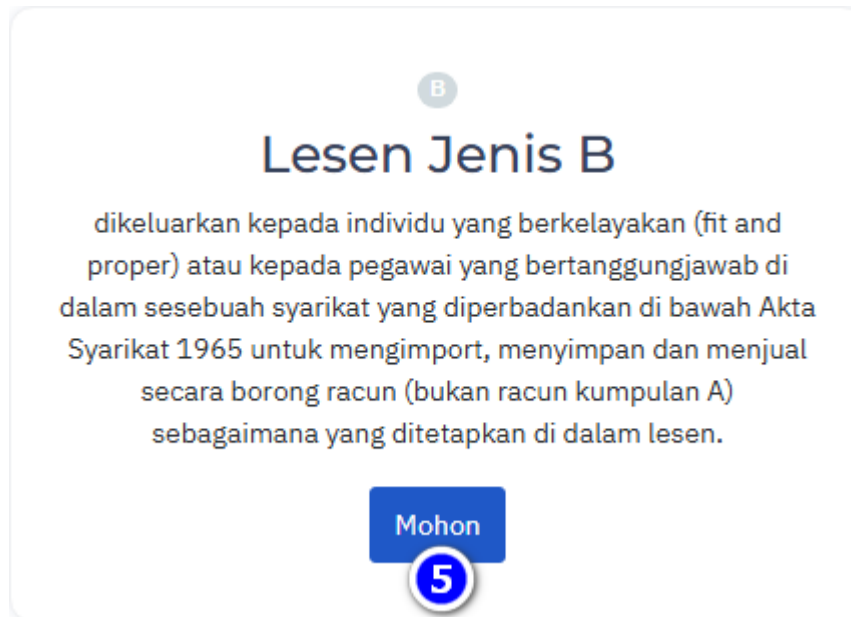 B
Lesen Jenis B
dikeluarkan kepada individu yang berkelayakan (fit and
proper) atau kepada pegawai yang bertanggungjawab di
dalam sesebuah syarikat yang diperbadankan di bawah Akta
Syarikat 1965 untuk mengimport, menyimpan dan menjual
secara borong racun (bukan racun kumpulan A)
sebagaimana yang ditetapkan di dalam lesen.
Mohon
5